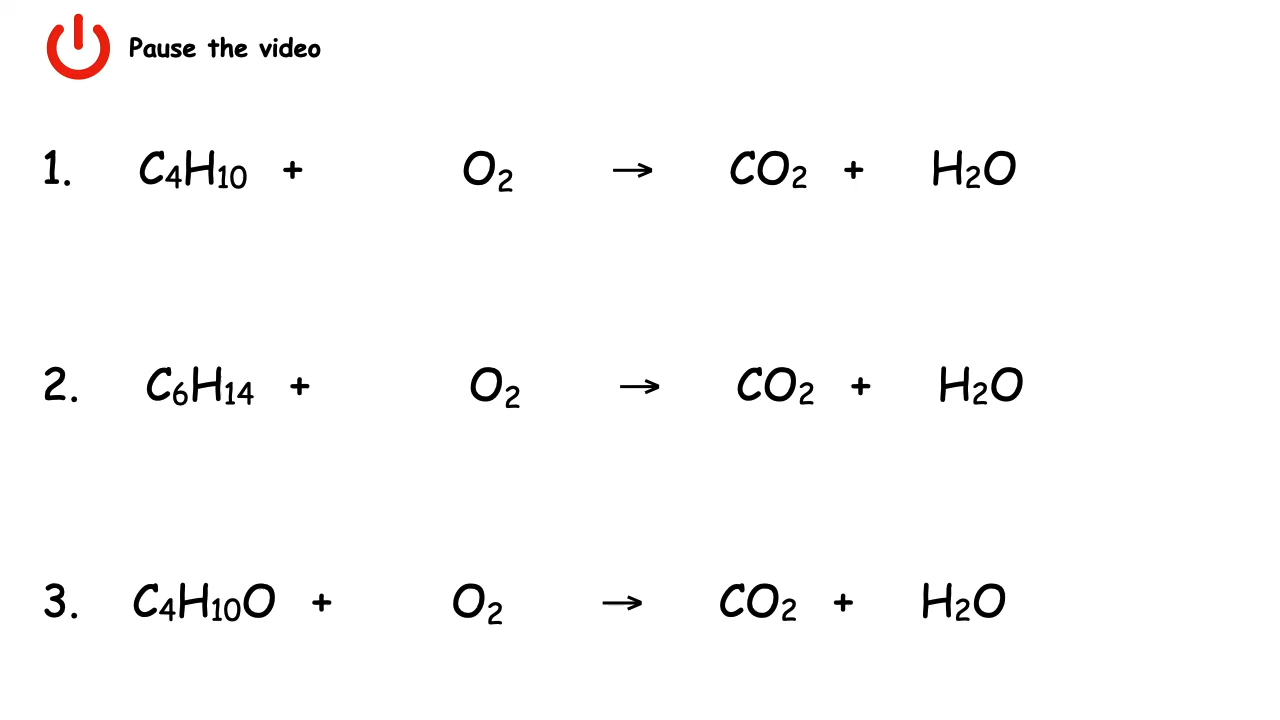 Pause the video
1. C₄H₁₀ + O₂ → CO₂ + H₂O
2. C₆H₁₄ + O₂ → CO₂ + H₂O
3. C₄H₁₀O + O₂ → CO₂ + H₂O